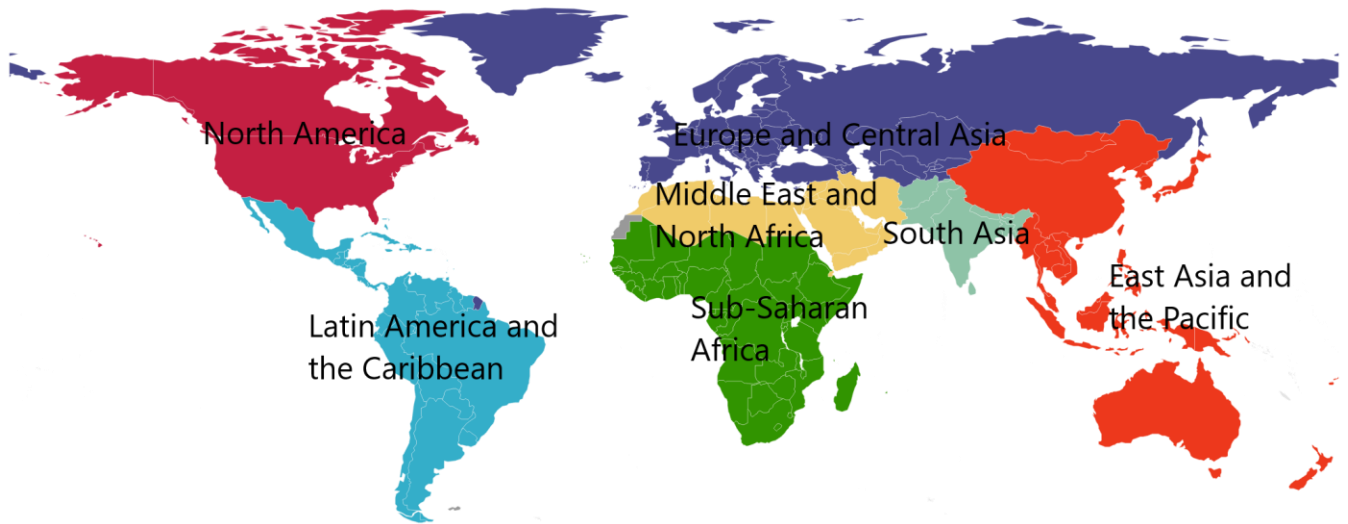 North America
Europe and Central Asia
Middle East and
North Africa
South Asia
East Asia and
the Pacific
Sub-Saharan
Africa
Latin America and
the Caribbean